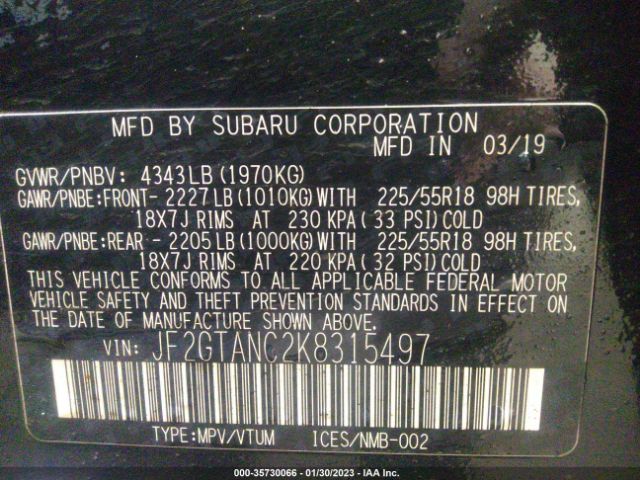 MFD BY SUBARU CORPORATION
MFD IN 03/19
GVWR/PNBV: 4343LB (1970KG)
GAWR/PNBE:FRONT- 2227LB (1010KG) WITH 225/55R18 98H TIRES,
18X7J RIMS AT 230 KPA (33 PSI) COLD
GAWR/PNBE:REAR - 2205LB (1000KG) WITH 225/55R18 98H TIRES,
18X7J RIMS AT 220 KPA (32 PSI) COLD
THIS VEHICLE CONFORMS TO ALL APPLICABLE FEDERAL MOTOR
VEHICLE SAFETY AND THEFT PREVENTION STANDARDS IN EFFECT ON
THE DATE OF MANUFACTURE SHOWN ABOVE.
VIN: JF2GTANC2K8315497
TYPE:MPV/VTUM ICES/NMB-002
000-35730066 - 01/30/2023 - IAA Inc.